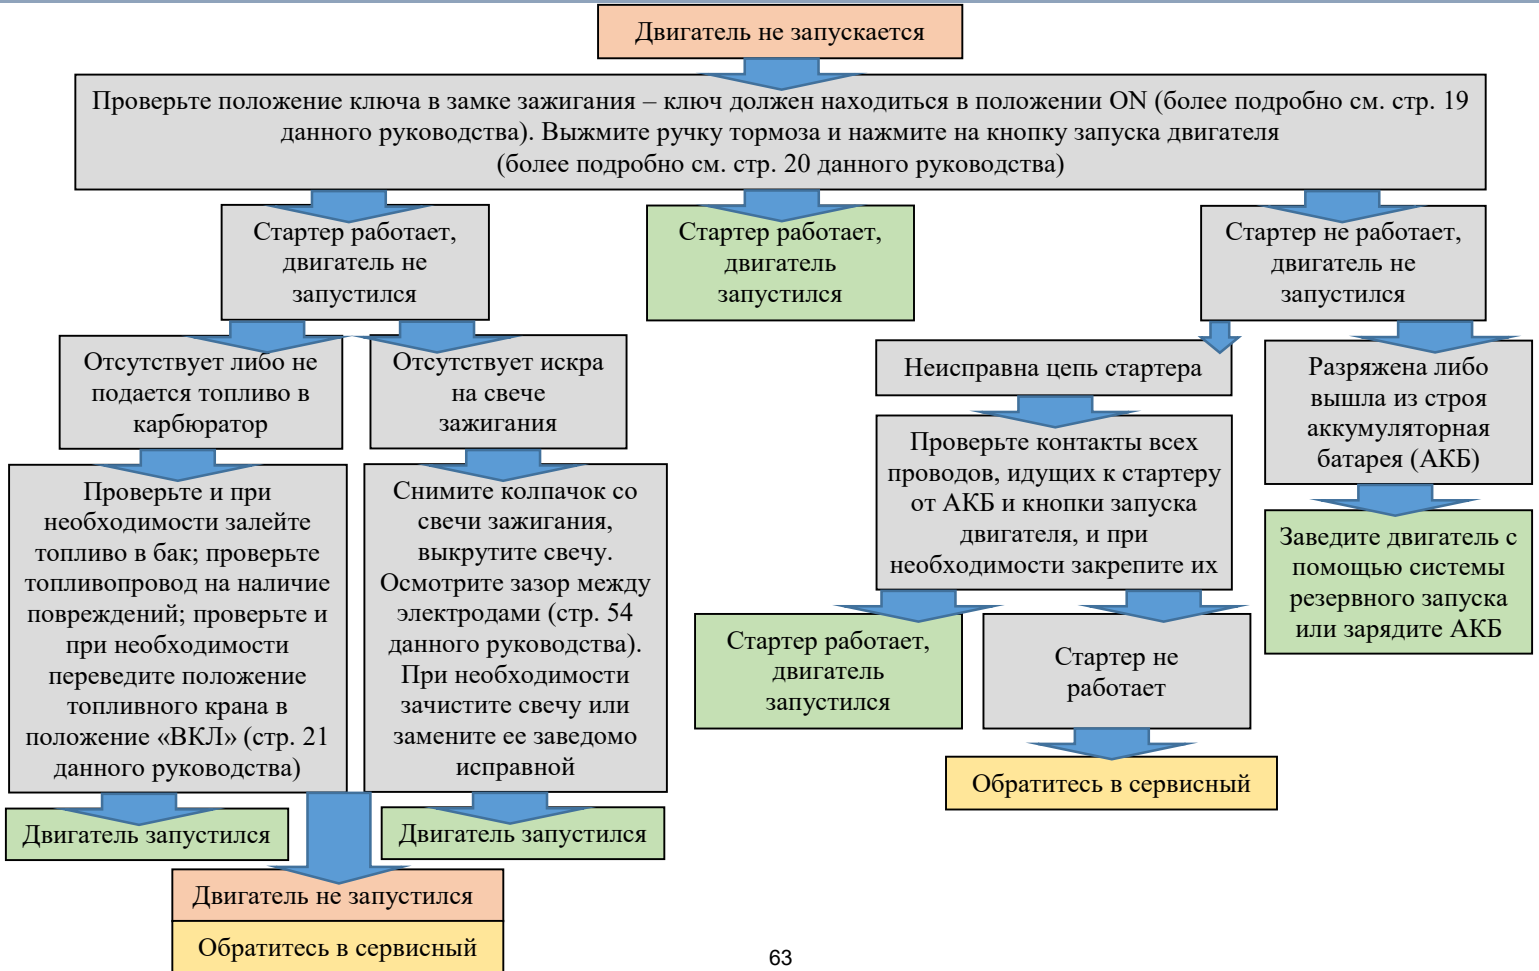 Двигатель не запускается
Проверьте положение ключа в замке зажигания – ключ должен находиться в положении ON (более подробно см. стр. 19
данного руководства). Выжмите ручку тормоза и нажмите на кнопку запуска двигателя
(более подробно см. стр. 20 данного руководства)
Стартер работает,
двигатель не
запустился
Стартер работает,
двигатель
запустился
Стартер не работает,
двигатель не
запустился
Отсутствует либо не
подается топливо в
карбюратор
Отсутствует искра
на свече
зажигания
Неисправна цепь стартера
Разряжена либо
вышла из строя
аккумуляторная
батарея (АКБ)
Проверьте и при
необходимости залейте
топливо в бак; проверьте
топливопровод на наличие
повреждений; проверьте и
при необходимости
переведите положение
топливного крана в
положение «ВКЛ» (стр. 21
данного руководства)
Снимите колпачок со
свечи зажигания,
выкрутите свечу.
Осмотрите зазор между
электродами (стр. 54
данного руководства).
При необходимости
зачистите свечу или
замените ее заведомо
исправной
Проверьте контакты всех
проводов, идущих к стартеру
от АКБ и кнопки запуска
двигателя, и при
необходимости закрепите их
Заведите двигатель с
помощью системы
резервного запуска
или зарядите АКБ
Стартер работает,
двигатель
запустился
Стартер не
работает
Обратитесь в сервисный
Двигатель запустился
Двигатель запустился
Двигатель не запустился
Обратитесь в сервисный
63